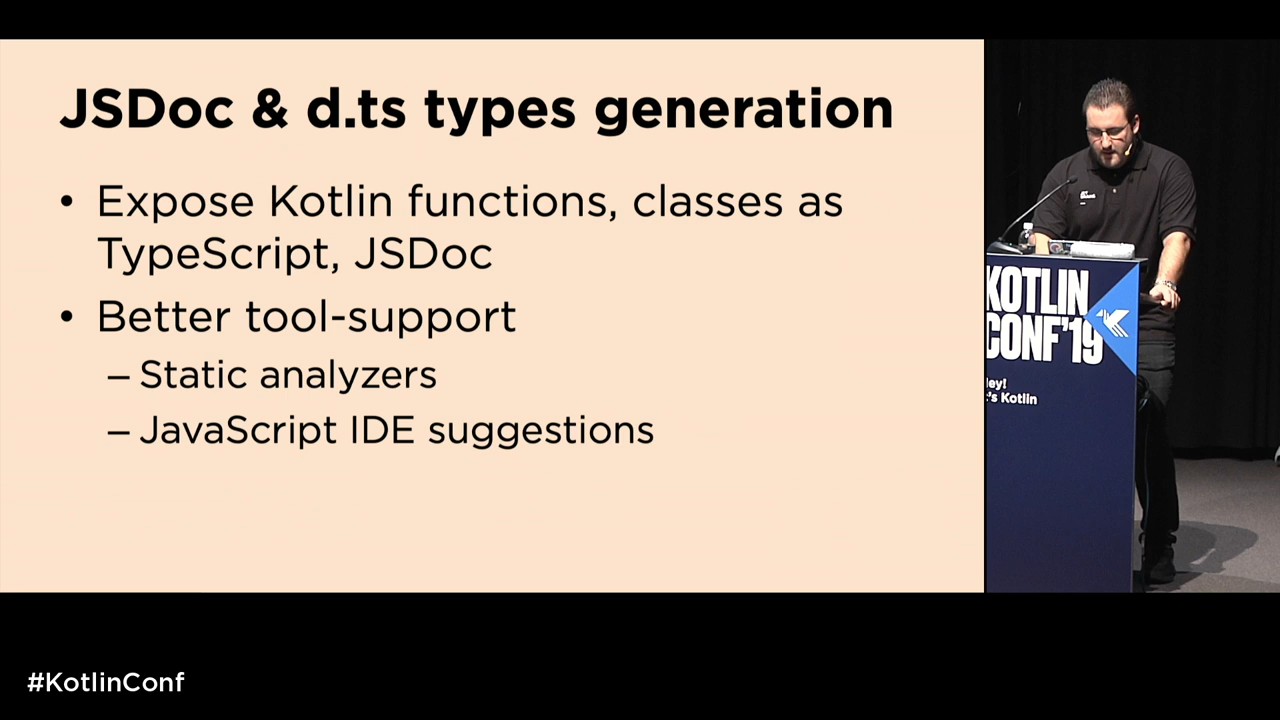 JSDoc & d.ts types generation
• Expose Kotlin functions, classes as
TypeScript, JSDoc
• Better tool-support
– Static analyzers
– JavaScript IDE suggestions
KOTLIN
CONF'19
#KotlinConf